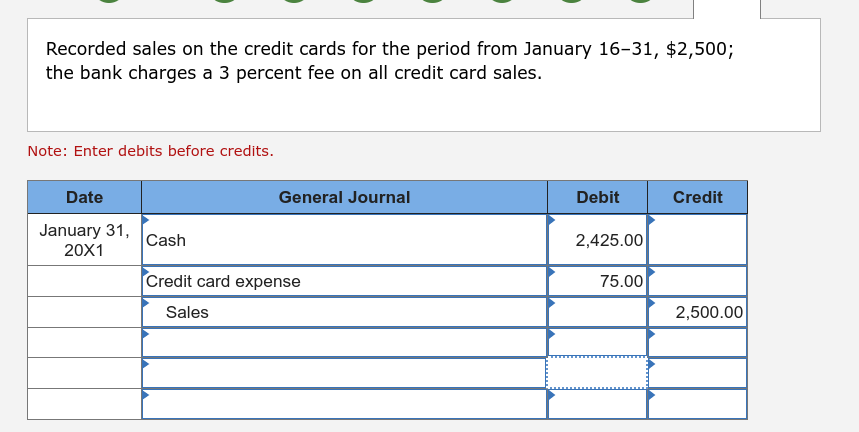 Recorded sales on the credit cards for the period from January 16–31, $2,500;
the bank charges a 3 percent fee on all credit card sales.
Note: Enter debits before credits.
Date General Journal Debit Credit
January 31,
20X1
Cash 2,425.00
Credit card expense 75.00
Sales 2,500.00